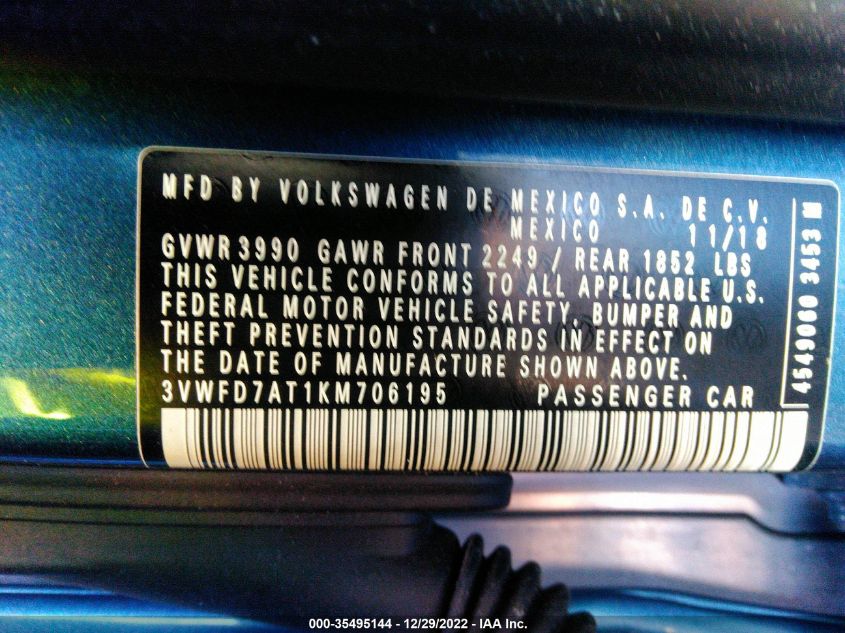 MFD BY VOLKSWAGEN DE MEXICO S.A. DE C.V.
MEXICO 11/18
GVWR 3990 GAWR FRONT 2249 / REAR 1852 LBS
THIS VEHICLE CONFORMS TO ALL APPLICABLE U.S.
FEDERAL MOTOR VEHICLE SAFETY, BUMPER AND
THEFT PREVENTION STANDARDS IN EFFECT ON
THE DATE OF MANUFACTURE SHOWN ABOVE.
3VWFD7AT1KM706195 PASSENGER CAR
4549060 3453 M
000-35495144 - 12/29/2022 - IAA Inc.